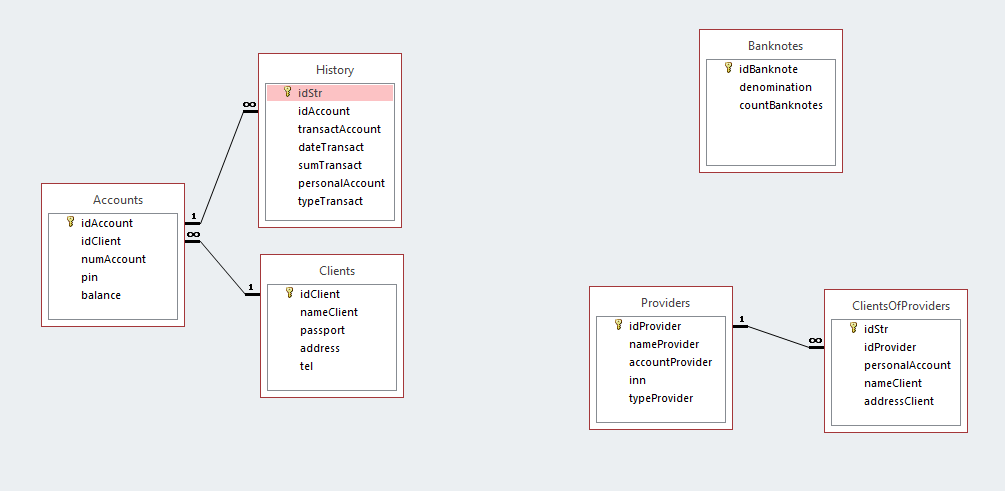 History
idStr
idAccount
transactAccount
dateTransact
sumTransact
personalAccount
typeTransact
Banknotes
idBanknote
denomination
countBanknotes
Accounts
idAccount
idClient
numAccount
pin
balance
∞
1
∞
1
Clients
idClient
nameClient
passport
address
tel
Providers
idProvider
nameProvider
accountProvider
inn
typeProvider
1
∞
ClientsOfProviders
idStr
idProvider
personalAccount
nameClient
addressClient